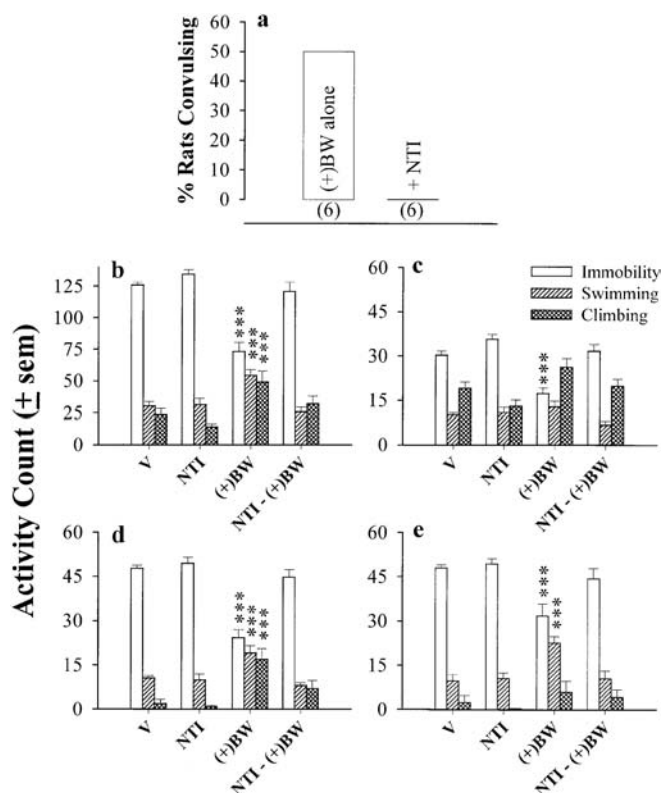 a
% Rats Convulsing
60
50
40
30
20
10
0
(+)BW alone
+ NTI
(6)
(6)
Activity Count (+ sem)
b
125
100
75
50
25
0
***
***
***
V
NTI
(+)BW
NTI - (+)BW
c
60
45
30
15
0
***
Immobility
Swimming
Climbing
V
NTI
(+)BW
NTI - (+)BW
d
60
45
30
15
0
***
***
***
V
NTI
(+)BW
NTI - (+)BW
e
60
45
30
15
0
***
***
V
NTI
(+)BW
NTI - (+)BW